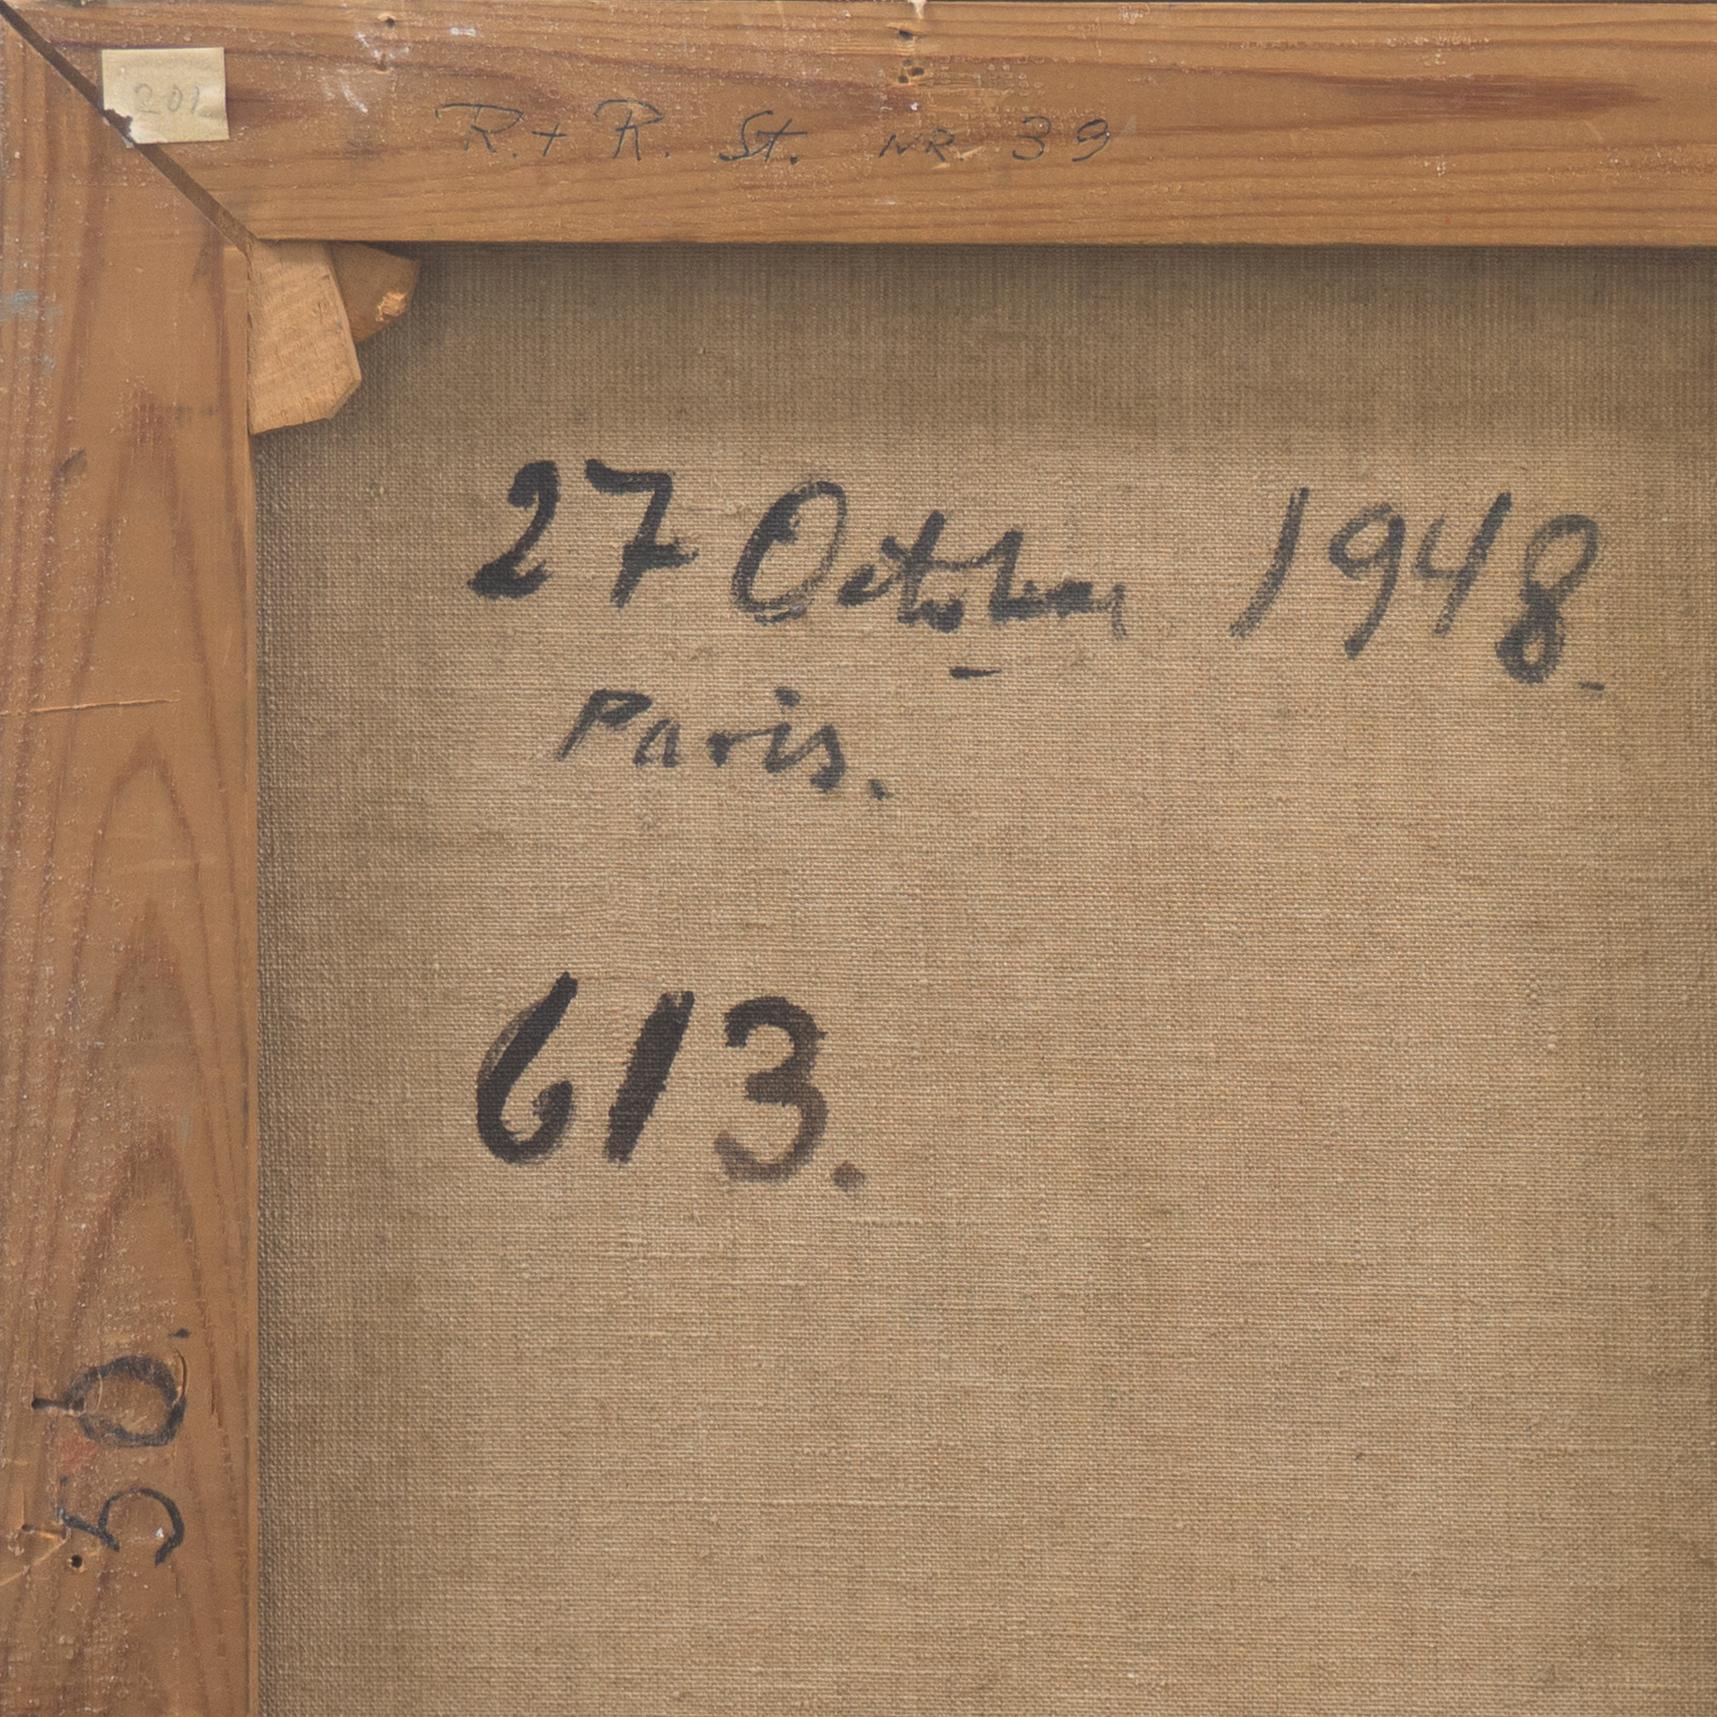 201
R. + R. St. NR. 39
27 October 1948.
Paris.
613.
50.